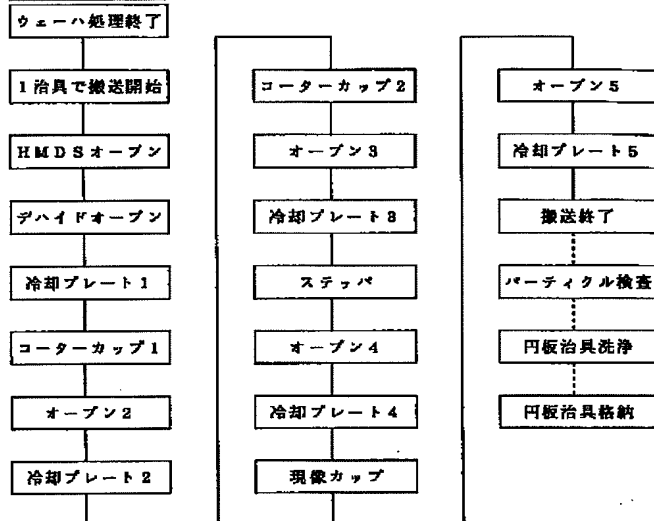 ウェーハ処理終了
1治具で搬送開始
HMDSオーブン
デハイドオーブン
冷却プレート1
コーターカップ1
オーブン2
冷却プレート2
コーターカップ2
オーブン3
冷却プレート3
ステッパ
オーブン4
冷却プレート4
現像カップ
オーブン5
冷却プレート5
搬送終了
パーティクル検査
円板治具洗浄
円板治具格納